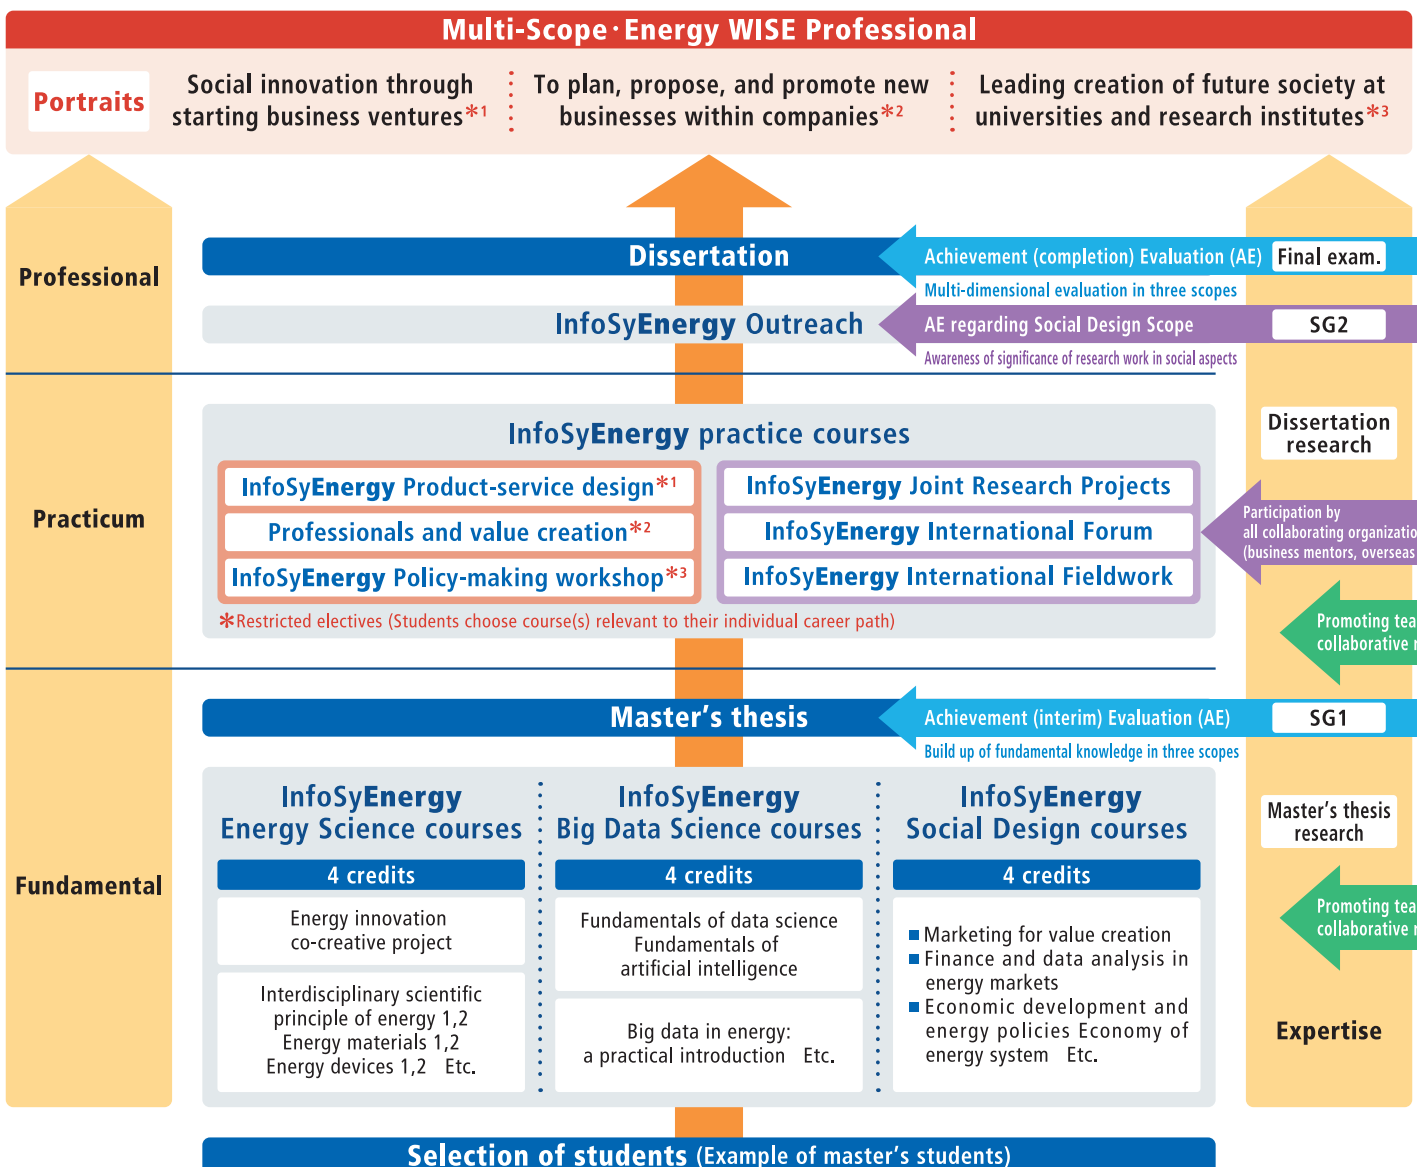 Multi-Scope·Energy WISE Professional
Portraits
Social innovation through
starting business ventures*1
To plan, propose, and promote new
businesses within companies*2
Leading creation of future society at
universities and research institutes*3
Professional
Dissertation
Achievement (completion) Evaluation (AE)
Final exam.
Multi-dimensional evaluation in three scopes
InfoSyEnergy Outreach
AE regarding Social Design Scope
SG2
Awareness of significance of research work in social aspects
Practicum
InfoSyEnergy practice courses
InfoSyEnergy Product-service design*1
Professionals and value creation*2
InfoSyEnergy Policy-making workshop*3
InfoSyEnergy Joint Research Projects
InfoSyEnergy International Forum
InfoSyEnergy International Fieldwork
*Restricted electives (Students choose course(s) relevant to their individual career path)
Dissertation
research
Participation by
all collaborating
(business mentors, overseas
Promoting
collaborative
Fundamental
Master's thesis
Achievement (interim) Evaluation (AE)
SG1
Build up of fundamental knowledge in three scopes
InfoSyEnergy
Energy Science courses
4 credits
Energy innovation
co-creative project
Interdisciplinary scientific
principle of energy 1,2
Energy materials 1,2
Energy devices 1,2 Etc.
InfoSyEnergy
Big Data Science courses
4 credits
Fundamentals of data science
Fundamentals of
artificial intelligence
Big data in energy:
a practical introduction Etc.
InfoSyEnergy
Social Design courses
4 credits
■ Marketing for value creation
■ Finance and data analysis in
energy markets
■ Economic development and
energy policies Economy of
energy system Etc.
Master's thesis
research
Promoting
collaborative
Expertise
Selection of students (Example of master's students)